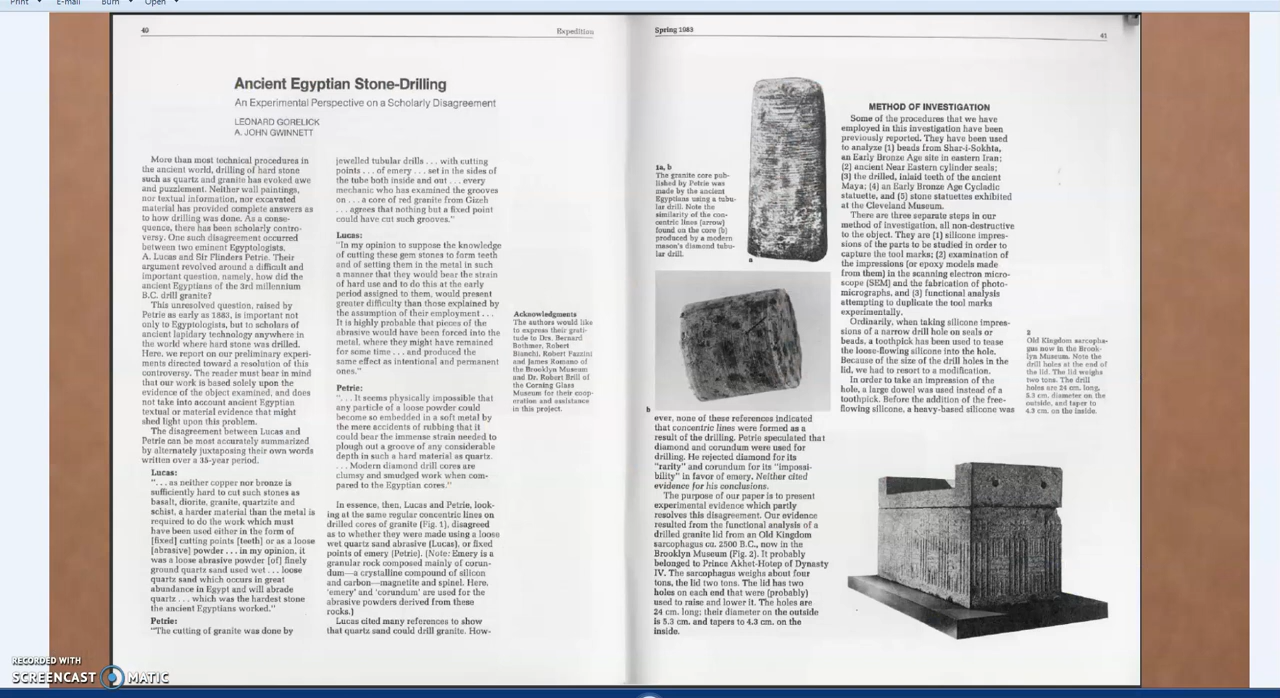 Print
E-mail
Burn
Open
40
Expedition
Ancient Egyptian Stone-Drilling
An Experimental Perspective on a Scholarly Disagreement
LEONARD GORELICK
A. JOHN GWINNETT
More than most technical procedures in
the ancient world, drilling of hard stone
such as quartz and granite has evoked awe
and puzzlement. Neither wall paintings,
nor textual information, nor excavated
material has provided complete answers as
to how drilling was done. As a conse-
quence, there has been scholarly contro-
versy. One such disagreement occurred
between two eminent Egyptologists,
A. Lucas and Sir Flinders Petrie. Their
argument revolved around a difficult and
important question, namely, how did the
ancient Egyptians of the 3rd millennium
B.C. drill granite?
This unresolved question, raised by
Petrie as early as 1883, is important not
only to Egyptologists, but to scholars of
ancient lapidary technology anywhere in
the world where hard stone was drilled.
Here, we report on our preliminary experi-
ments directed toward a resolution of this
controversy. The reader must bear in mind
that our work is based solely upon the
evidence of the object examined, and does
not take into account ancient Egyptian
textual or material evidence that might
shed light upon this problem.
The disagreement between Lucas and
Petrie can be most accurately summarized
by alternately juxtaposing their own words
written over a 35-year period.
Lucas:
". . . as neither copper nor bronze is
sufficiently hard to cut such stones as
basalt, diorite, granite, quartzite and
schist, a harder material than the metal is
required to do the work which must
have been used either in the form of
[fixed] cutting points [teeth] or as a loose
[abrasive] powder . . . in my opinion, it
was a loose abrasive powder [of] finely
ground quartz sand used wet . . . loose
quartz sand which occurs in great
abundance in Egypt and will abrade
quartz . . . which was the hardest stone
the ancient Egyptians worked."
Petrie:
"The cutting of granite was done by
jewelled tubular drills . . . with cutting
points . . . of emery . . . set in the sides of
the tube both inside and out . . . every
mechanic who has examined the grooves
on . . . a core of red granite from Gizeh
. . . agrees that nothing but a fixed point
could have cut such grooves."
Lucas:
"In my opinion to suppose the knowledge
of cutting these gem stones to form teeth
and of setting them in the metal in such
a manner that they would bear the strain
of hard use and to do this at the early
period assigned to them, would present
greater difficulty than those explained by
the assumption of their employment . . .
It is highly probable that pieces of the
abrasive would have been forced into the
metal, where they might have remained
for some time . . . and produced the
same effect as intentional and permanent
ones."
Petrie:
". . . It seems physically impossible that
any particle of a loose powder could
become so embedded in a soft metal by
the mere accidents of rubbing that it
could bear the immense strain needed to
plough out a groove of any considerable
depth in such a hard material as quartz.
. . . Modern diamond drill cores are
clumsy and smudged work when com-
pared to the Egyptian cores."
In essence, then, Lucas and Petrie, look-
ing at the same regular concentric lines on
drilled cores of granite (Fig. 1), disagreed
as to whether they were made using a loose
wet quartz sand abrasive (Lucas), or fixed
points of emery (Petrie). (Note: Emery is a
granular rock composed mainly of corun-
dum—a crystalline compound of silicon
and carbon—magnetite and spinel. Here,
'emery' and 'corundum' are used for the
abrasive powders derived from these
rocks.)
Lucas cited many references to show
that quartz sand could drill granite. How-
Acknowledgments
The authors would like
to express their grati-
tude to Drs. Bernard
Bothmer, Robert
Bianchi, Robert Fazzini
and James Romano of
the Brooklyn Museum
and Dr. Robert Brill of
the Corning Glass
Museum for their coop-
eration and assistance
in this project.
Spring 1983
41
1a, b
The granite core pub-
lished by Petrie was
made by the ancient
Egyptians using a tubu-
lar drill. Note the
similarity of the con-
centric lines (arrow)
found on the core (b)
produced by a modern
mason's diamond tubu-
lar drill.
a
b
ever, none of these references indicated
that concentric lines were formed as a
result of the drilling. Petrie speculated that
diamond and corundum were used for
drilling. He rejected diamond for its
"rarity" and corundum for its "impossi-
bility" in favor of emery. Neither cited
evidence for his conclusions.
The purpose of our paper is to present
experimental evidence which partly
resolves this disagreement. Our evidence
resulted from the functional analysis of a
drilled granite lid from an Old Kingdom
sarcophagus ca. 2500 B.C., now in the
Brooklyn Museum (Fig. 2). It probably
belonged to Prince Akhet-Hotep of Dynasty
IV. The sarcophagus weighs about four
tons, the lid two tons. The lid has two
holes on each end that were (probably)
used to raise and lower it. The holes are
24 cm. long; their diameter on the outside
is 5.3 cm. and tapers to 4.3 cm. on the
inside.
METHOD OF INVESTIGATION
Some of the procedures that we have
employed in this investigation have been
previously reported. They have been used
to analyze (1) beads from Shar-i-Sokhta,
an Early Bronze Age site in eastern Iran;
(2) ancient Near Eastern cylinder seals;
(3) the drilled, inlaid teeth of the ancient
Maya; (4) an Early Bronze Age Cycladic
statuette, and (5) stone statuettes exhibited
at the Cleveland Museum.
There are three separate steps in our
method of investigation, all non-destructive
to the object. They are (1) silicone impres-
sions of the parts to be studied in order to
capture the tool marks; (2) examination of
the impressions (or epoxy models made
from them) in the scanning electron micro-
scope (SEM) and the fabrication of photo-
micrographs, and (3) functional analysis
attempting to duplicate the tool marks
experimentally.
Ordinarily, when taking silicone impres-
sions of a narrow drill hole on seals or
beads, a toothpick has been used to tease
the loose-flowing silicone into the hole.
Because of the size of the drill holes in the
lid, we had to resort to a modification.
In order to take an impression of the
hole, a large dowel was used instead of a
toothpick. Before the addition of the free-
flowing silicone, a heavy-based silicone was
2
Old Kingdom sarcopha-
gus now in the Brook-
lyn Museum. Note the
drill holes at the end of
the lid. The lid weighs
two tons. The drill
holes are 24 cm. long,
5.3 cm. diameter on the
outside, and taper to
4.3 cm. on the inside.
RECORDED WITH
SCREENCAST MATIC